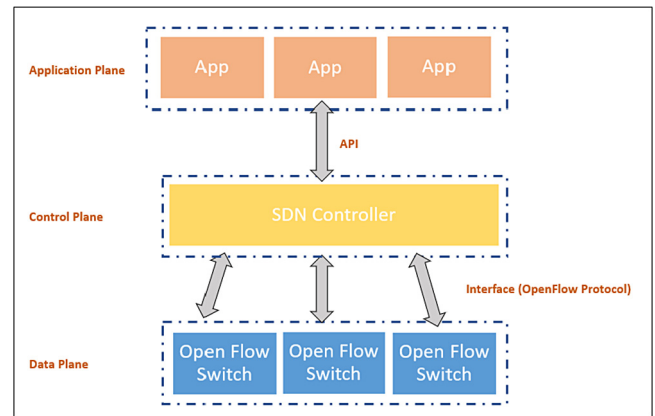 Application Plane
App
App
App
API
Control Plane
SDN Controller
Interface (OpenFlow Protocol)
Data Plane
Open Flow
Switch
Open Flow
Switch
Open Flow
Switch